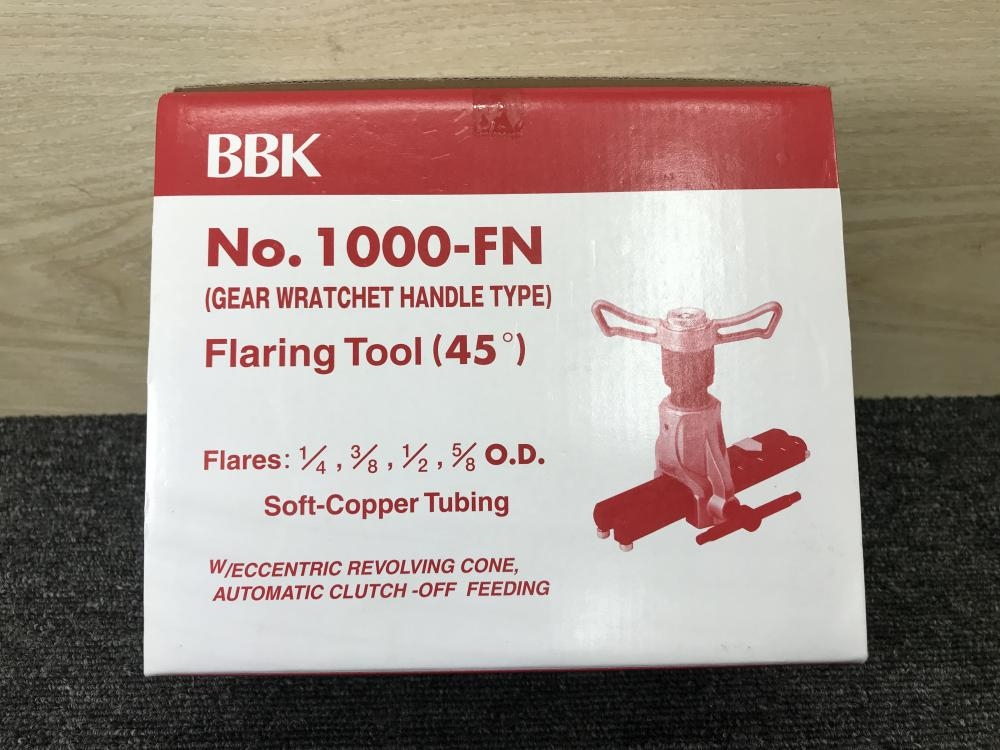 BBK
No. 1000-FN
(GEAR WRATCHET HANDLE TYPE)
Flaring Tool (45°)
Flares: 1/4, 3/8, 1/2, 5/8 O.D.
Soft-Copper Tubing
W/ECCENTRIC REVOLVING CONE,
AUTOMATIC CLUTCH -OFF FEEDING